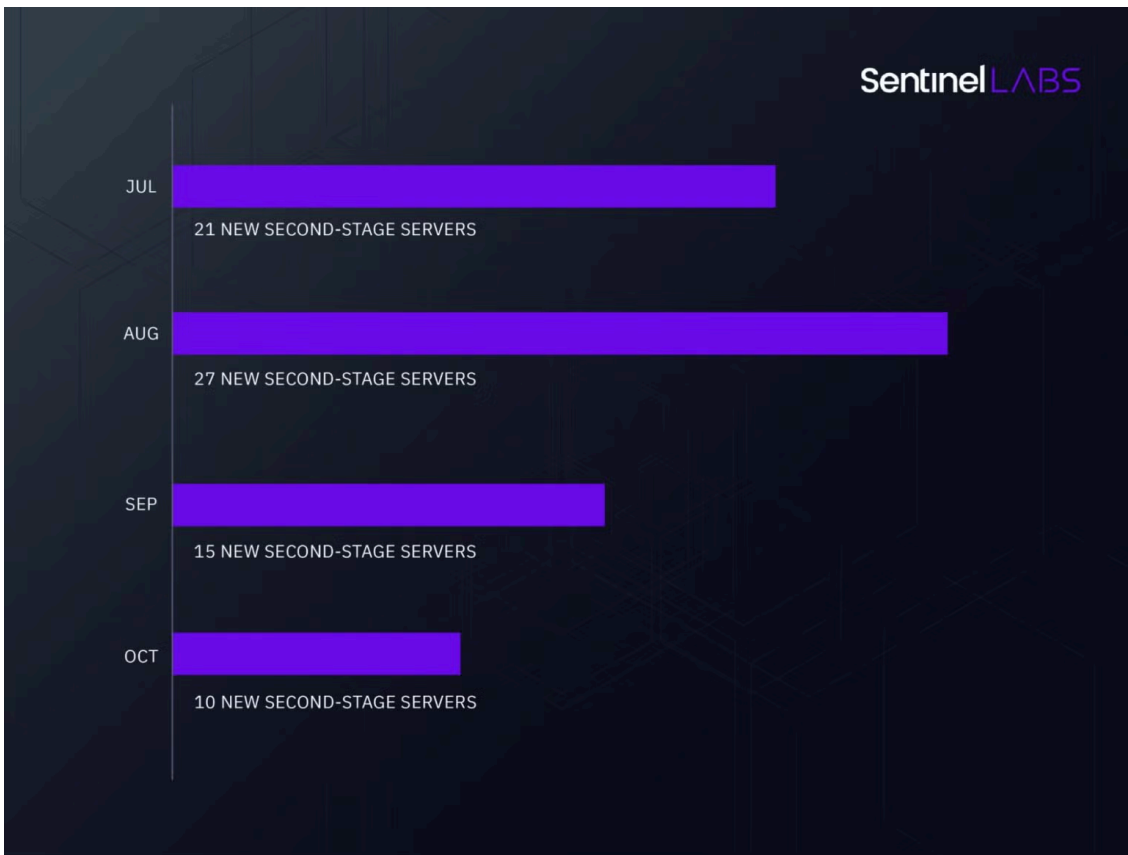 SentinelLABS
JUL
21 NEW SECOND-STAGE SERVERS
AUG
27 NEW SECOND-STAGE SERVERS
SEP
15 NEW SECOND-STAGE SERVERS
OCT
10 NEW SECOND-STAGE SERVERS